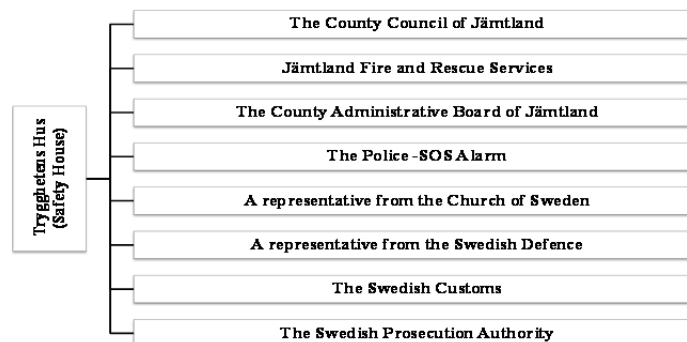 Trygghetens Hus
(Safety House)
The County Council of Jämtland
Jämtland Fire and Rescue Services
The County Administrative Board of Jämtland
The Police -SOS Alarm
A representative from the Church of Sweden
A representative from the Swedish Defence
The Swedish Customs
The Swedish Prosecution Authority